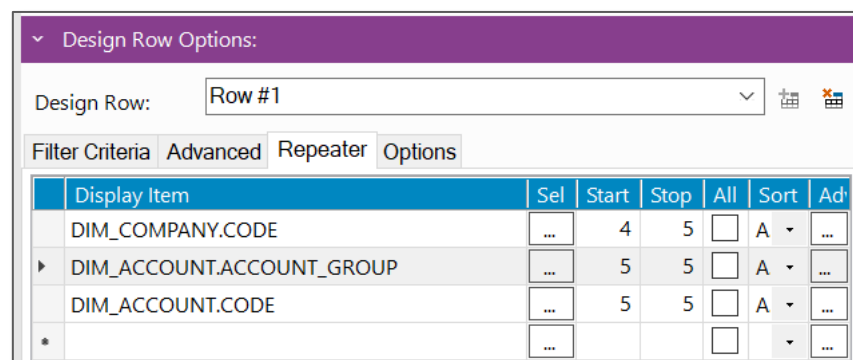 Design Row Options:
Design Row: Row #1
Filter Criteria Advanced Repeater Options
Display Item Sel Start Stop All Sort Adv
DIM_COMPANY.CODE ... 4 5 A ...
DIM_ACCOUNT.ACCOUNT_GROUP ... 5 5 A ...
DIM_ACCOUNT.CODE ... 5 5 A ...
* ... ...